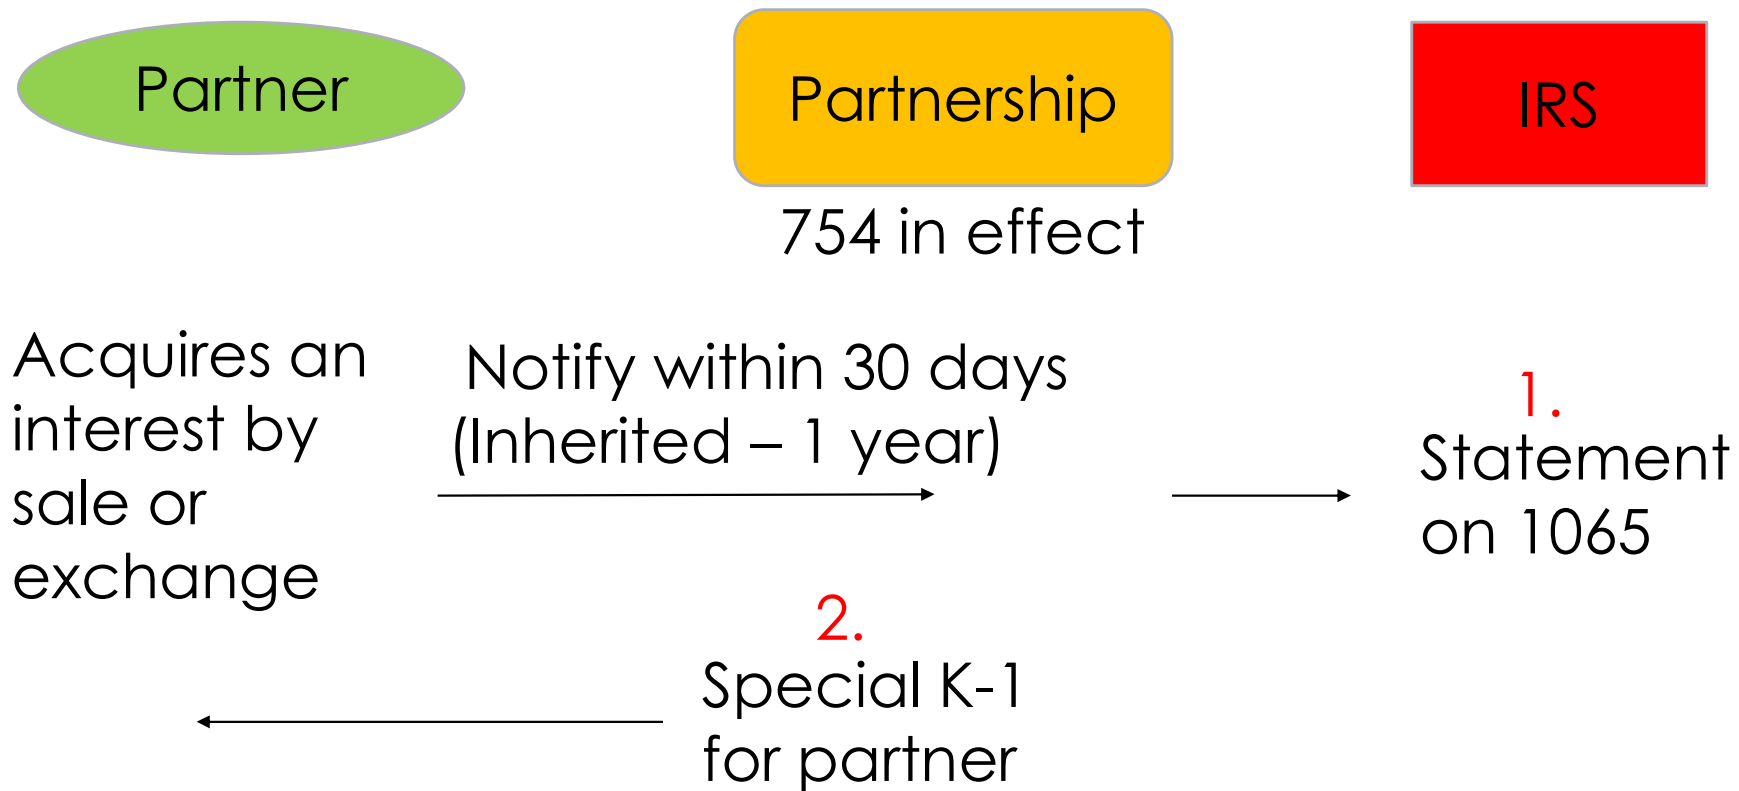 Partner
Partnership
IRS
754 in effect
Acquires an
interest by
sale or
exchange
Notify within 30 days
(Inherited – 1 year)
1.
Statement
on 1065
2.
Special K-1
for partner